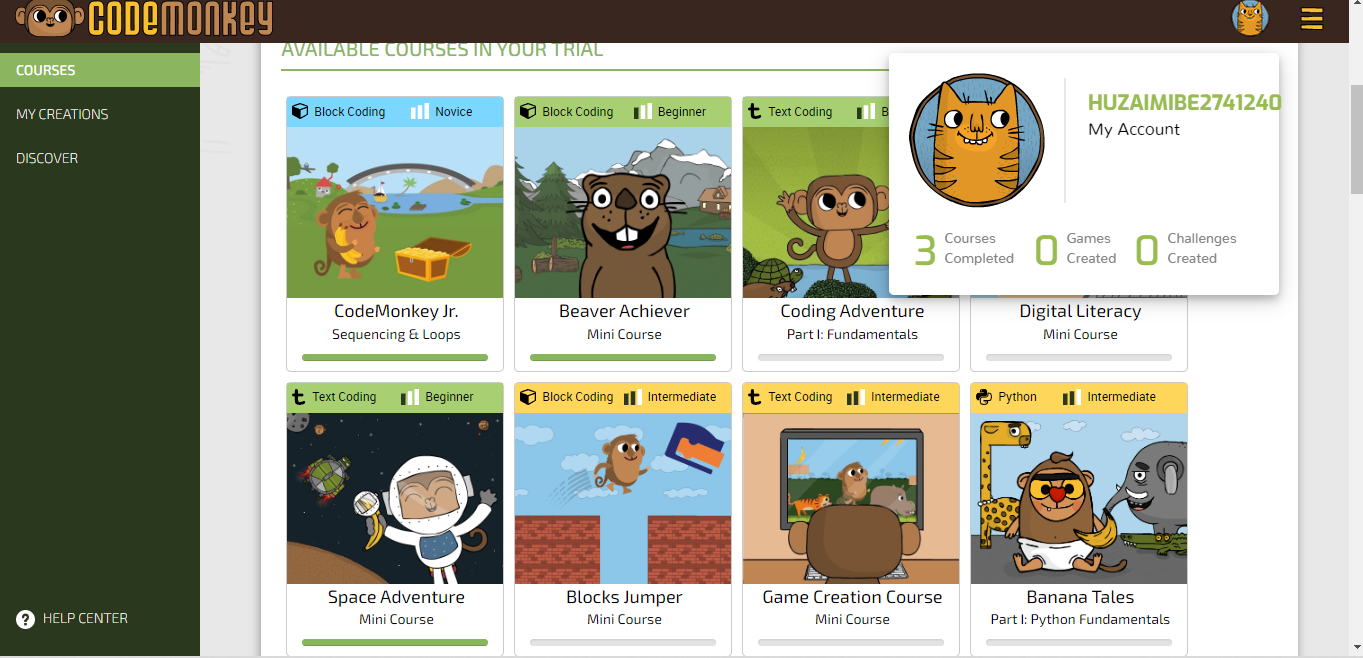 CODEMONKEY
COURSES
MY CREATIONS
DISCOVER
? HELP CENTER
AVAILABLE COURSES IN YOUR TRIAL
HUZAIMIBE2741240
My Account
3 Courses Completed
0 Games Created
0 Challenges Created
Block Coding Novice
CodeMonkey Jr.
Sequencing & Loops
Block Coding Beginner
Beaver Achiever
Mini Course
t Text Coding B
Coding Adventure
Part I: Fundamentals
Digital Literacy
Mini Course
t Text Coding Beginner
Space Adventure
Mini Course
Block Coding Intermediate
Blocks Jumper
Mini Course
t Text Coding Intermediate
Game Creation Course
Mini Course
Python Intermediate
Banana Tales
Part I: Python Fundamentals